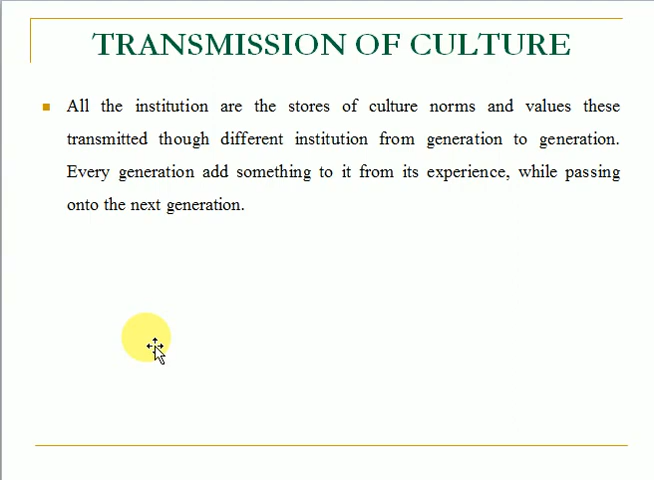 TRANSMISSION OF CULTURE
All the institution are the stores of culture norms and values these
transmitted though different institution from generation to generation.
Every generation add something to it from its experience, while passing
onto the next generation.